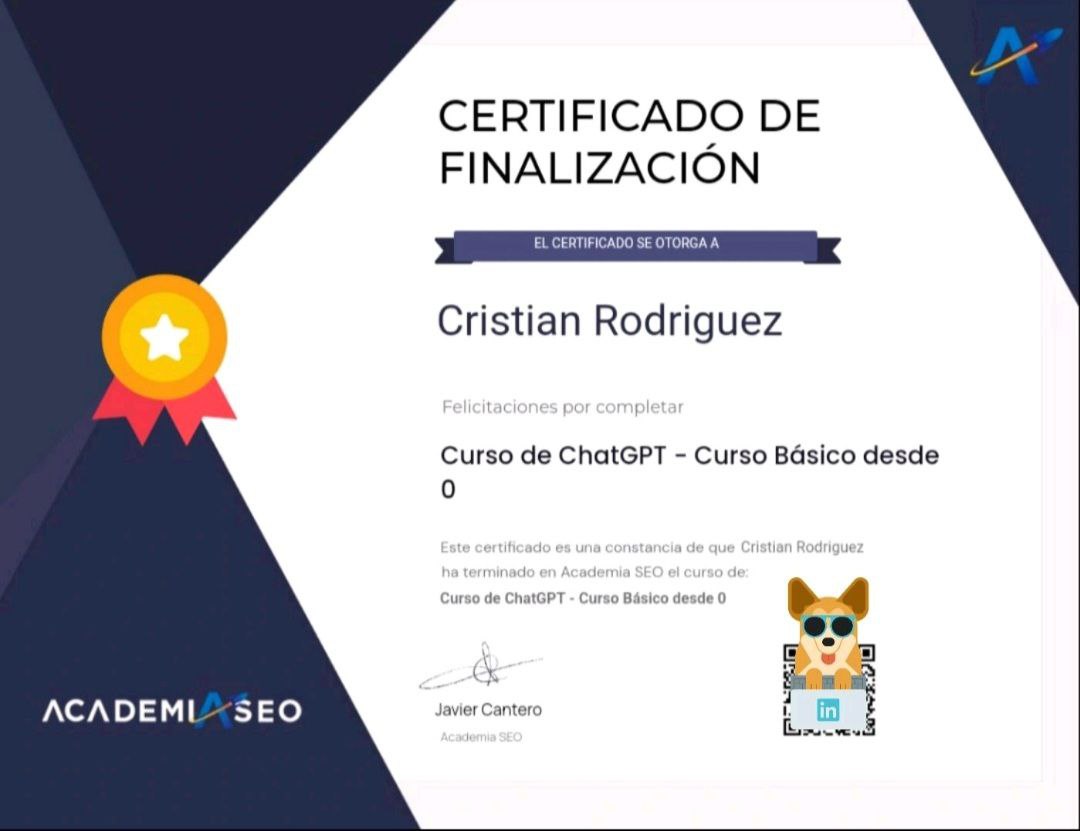 CERTIFICADO DE
FINALIZACIÓN
EL CERTIFICADO SE OTORGA A
Cristian Rodriguez
Felicitaciones por completar
Curso de ChatGPT - Curso Básico desde
0
Este certificado es una constancia de que Cristian Rodriguez
ha terminado en Academia SEO el curso de:
Curso de ChatGPT - Curso Básico desde 0
Javier Cantero
Academia SEO
in
ACADEMIA SEO